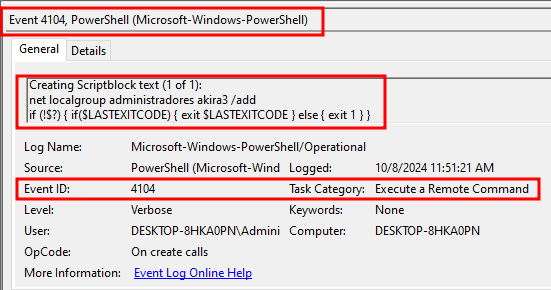 Event 4104, PowerShell (Microsoft-Windows-PowerShell)
General Details
Creating Scriptblock text (1 of 1):
net localgroup administradores akira3 /add
if (!$?) { if($LASTEXITCODE) { exit $LASTEXITCODE } else { exit 1 } }
Log Name: Microsoft-Windows-PowerShell/Operational
Source: PowerShell (Microsoft-Wind Logged: 10/8/2024 11:51:21 AM
Event ID: 4104 Task Category: Execute a Remote Command
Level: Verbose Keywords: None
User: DESKTOP-8HKA0PN\Admini Computer: DESKTOP-8HKA0PN
OpCode: On create calls
More Information: Event Log Online Help